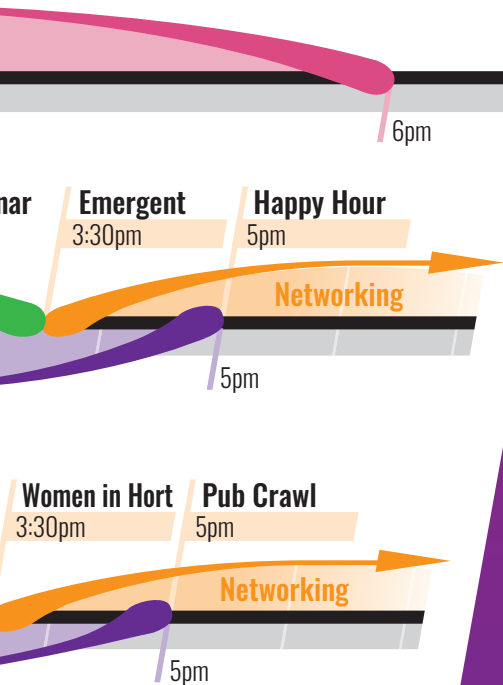 6pm
nar
Emergent
Happy Hour
3:30pm
5pm
Networking
5pm
Women in Hort
Pub Crawl
3:30pm
5pm
Networking
5pm